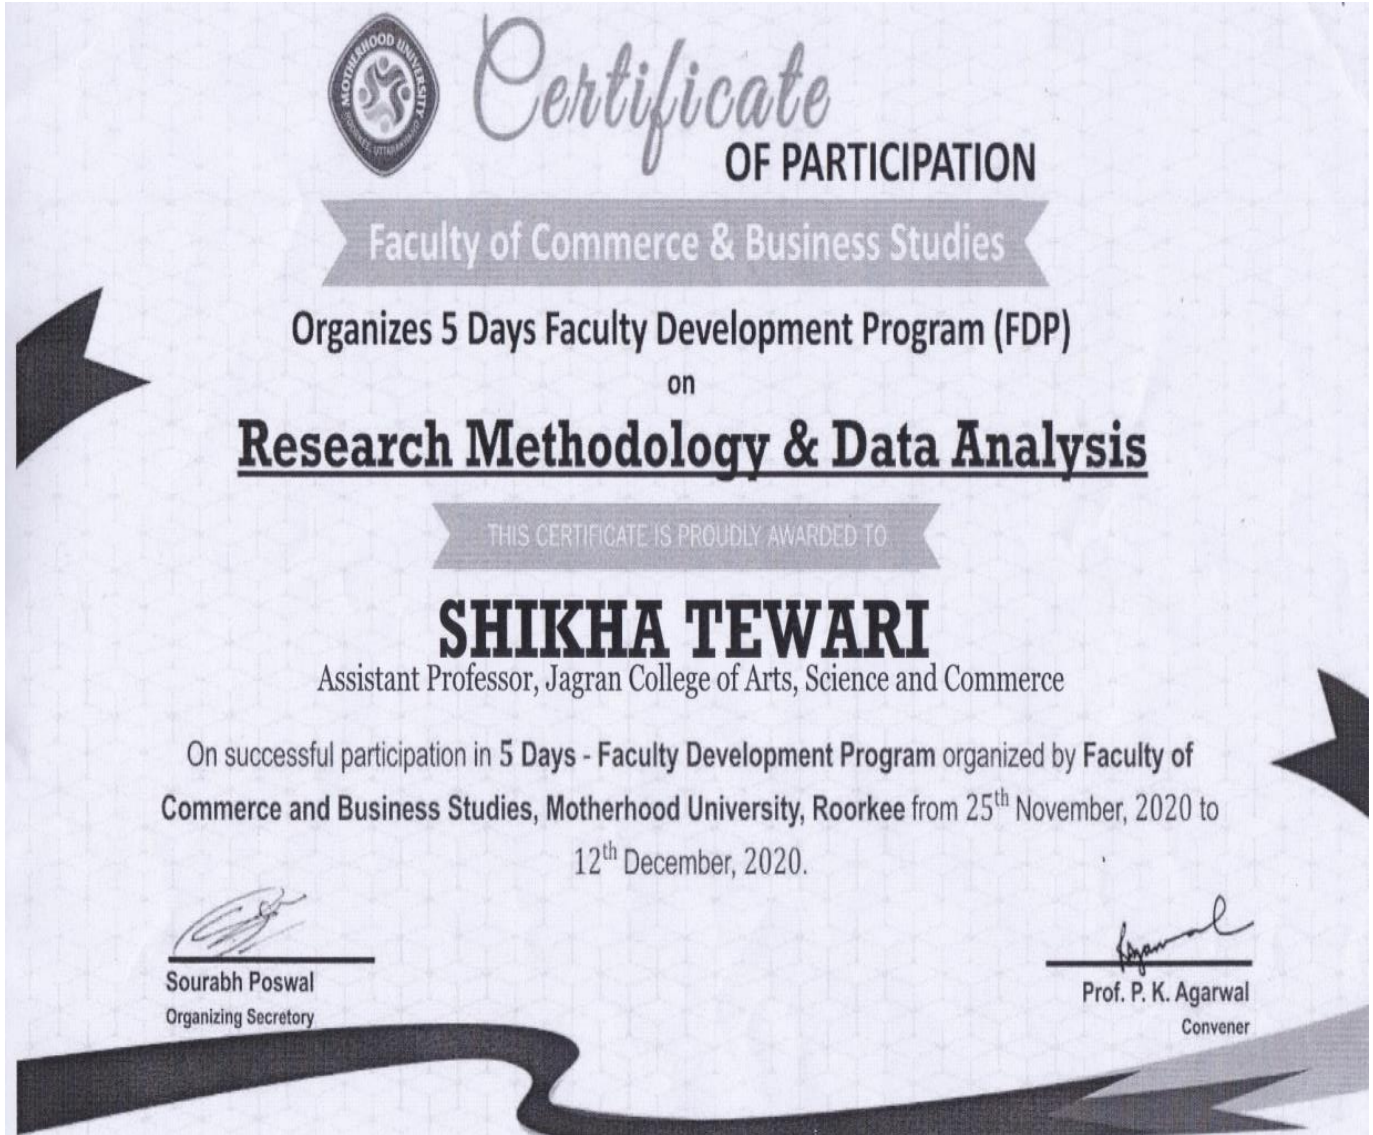 MOTHERHOOD UNIVERSITY
Certificate
OF PARTICIPATION
Faculty of Commerce & Business Studies
Organizes 5 Days Faculty Development Program (FDP)
on
Research Methodology & Data Analysis
THIS CERTIFICATE IS PROUDLY AWARDED TO
SHIKHA TEWARI
Assistant Professor, Jagran College of Arts, Science and Commerce
On successful participation in 5 Days - Faculty Development Program organized by Faculty of
Commerce and Business Studies, Motherhood University, Roorkee from 25th November, 2020 to
12th December, 2020.
Sourabh Poswal
Organizing Secretory
Prof. P. K. Agarwal
Convener